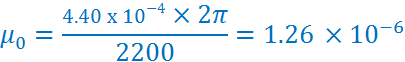 μ₀ = (4.40 x 10⁻⁴ × 2π) / 2200 = 1.26 × 10⁻⁶